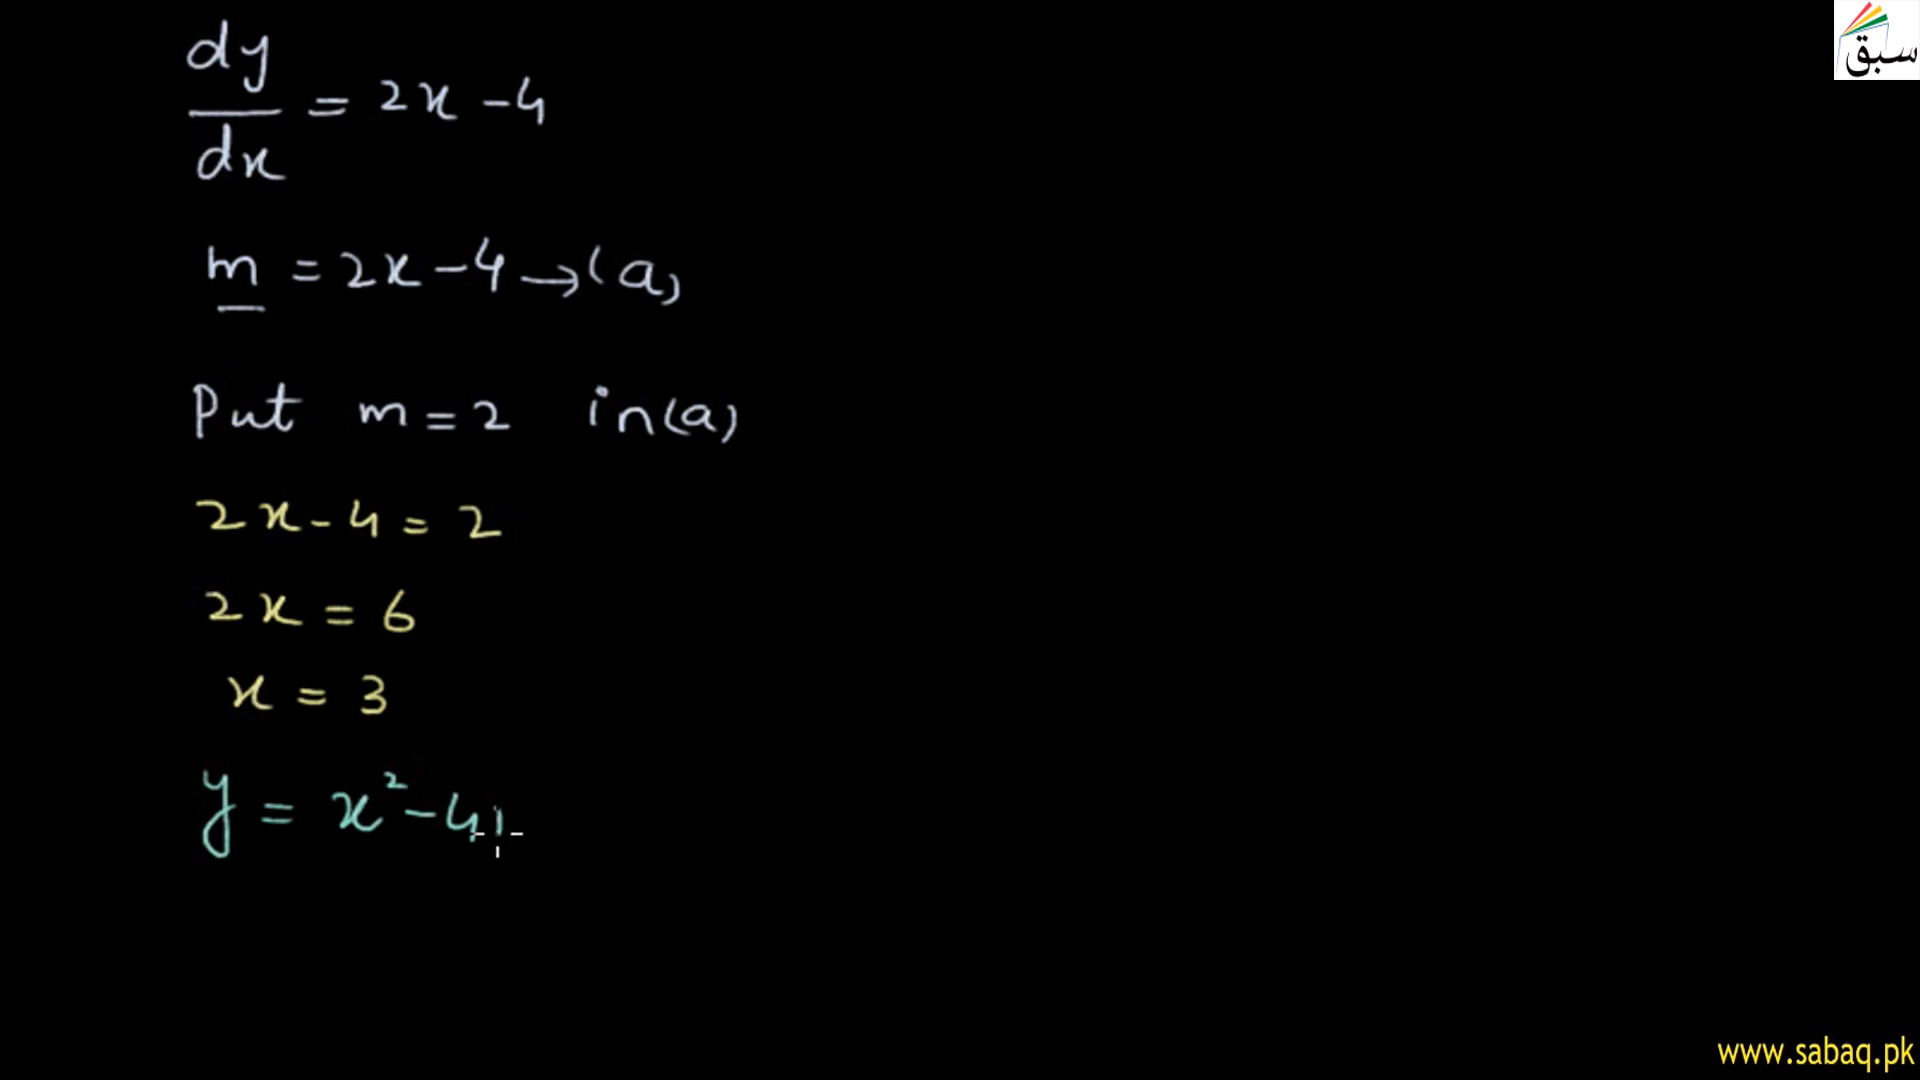 سبق
dy/dx = 2x - 4
m = 2x - 4 → (a)
Put m = 2 in (a)
2x - 4 = 2
2x = 6
x = 3
y = x² - 4
www.sabaq.pk